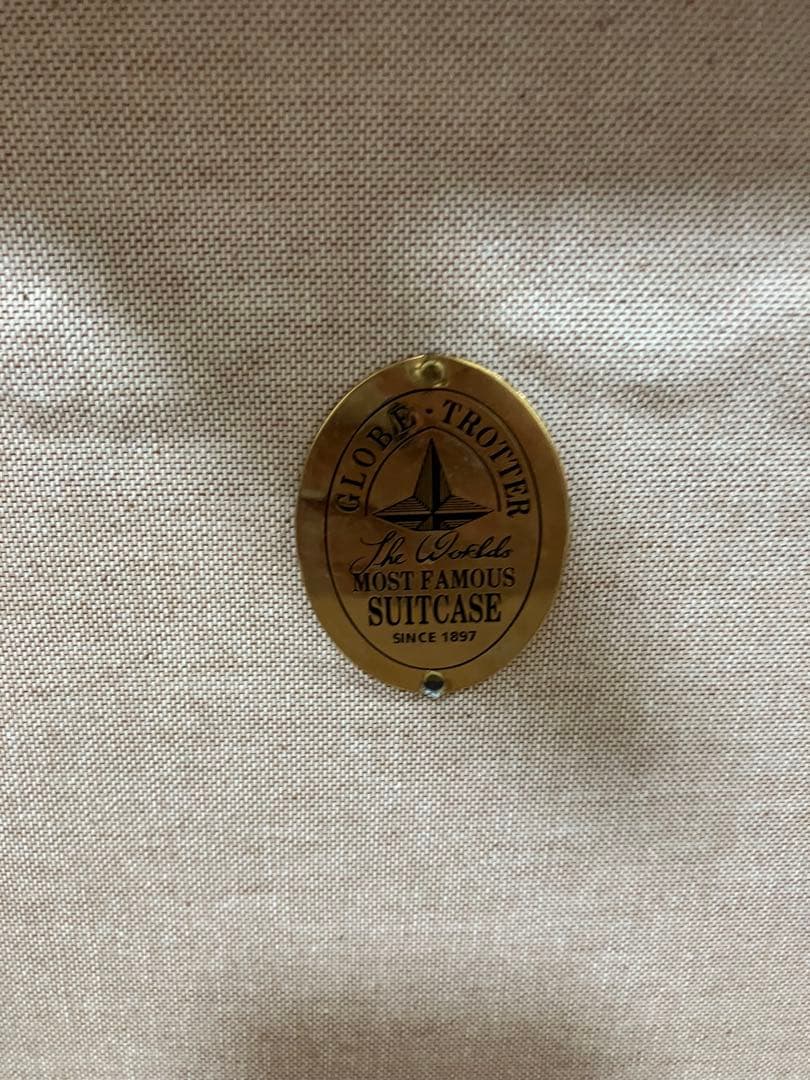 GLOBE · TROTTER
The Worlds
MOST FAMOUS
SUITCASE
SINCE 1897